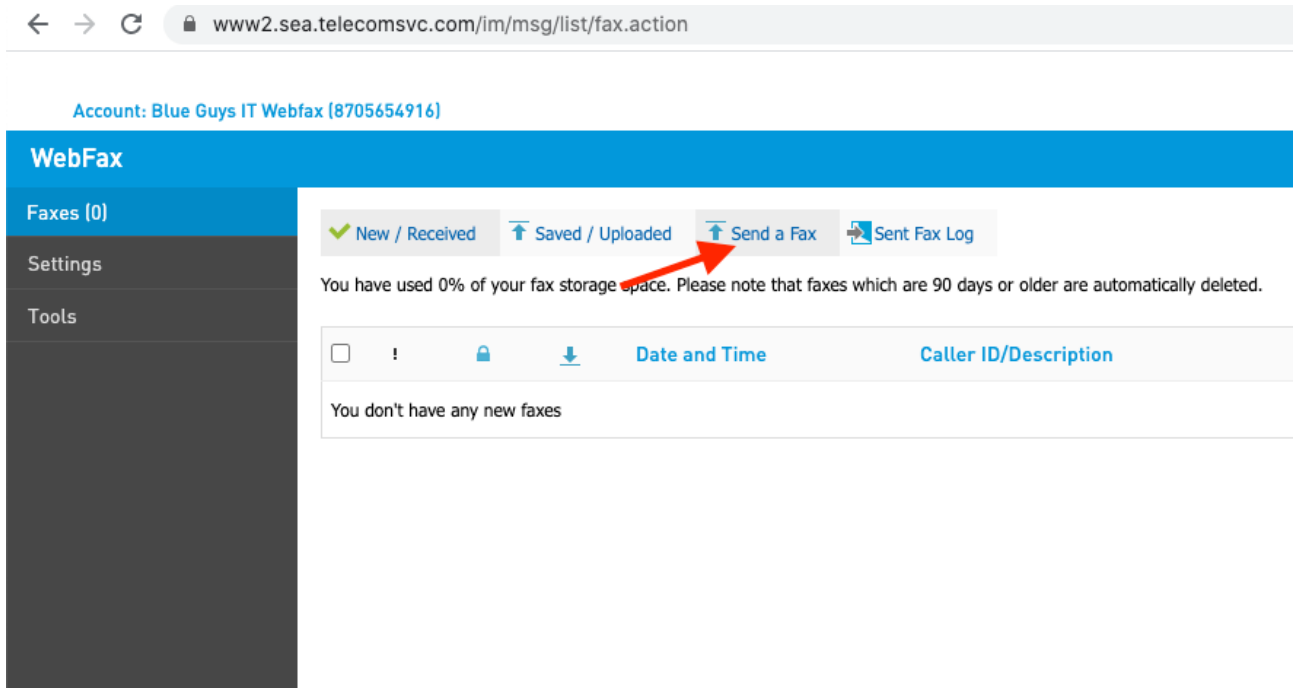 www2.sea.telecomsvc.com/im/msg/list/fax.action
Account: Blue Guys IT Webfax (8705654916)
WebFax
Faxes (0)
Settings
Tools
New / Received Saved / Uploaded Send a Fax Sent Fax Log
You have used 0% of your fax storage space. Please note that faxes which are 90 days or older are automatically deleted.
! Date and Time Caller ID/Description
You don't have any new faxes